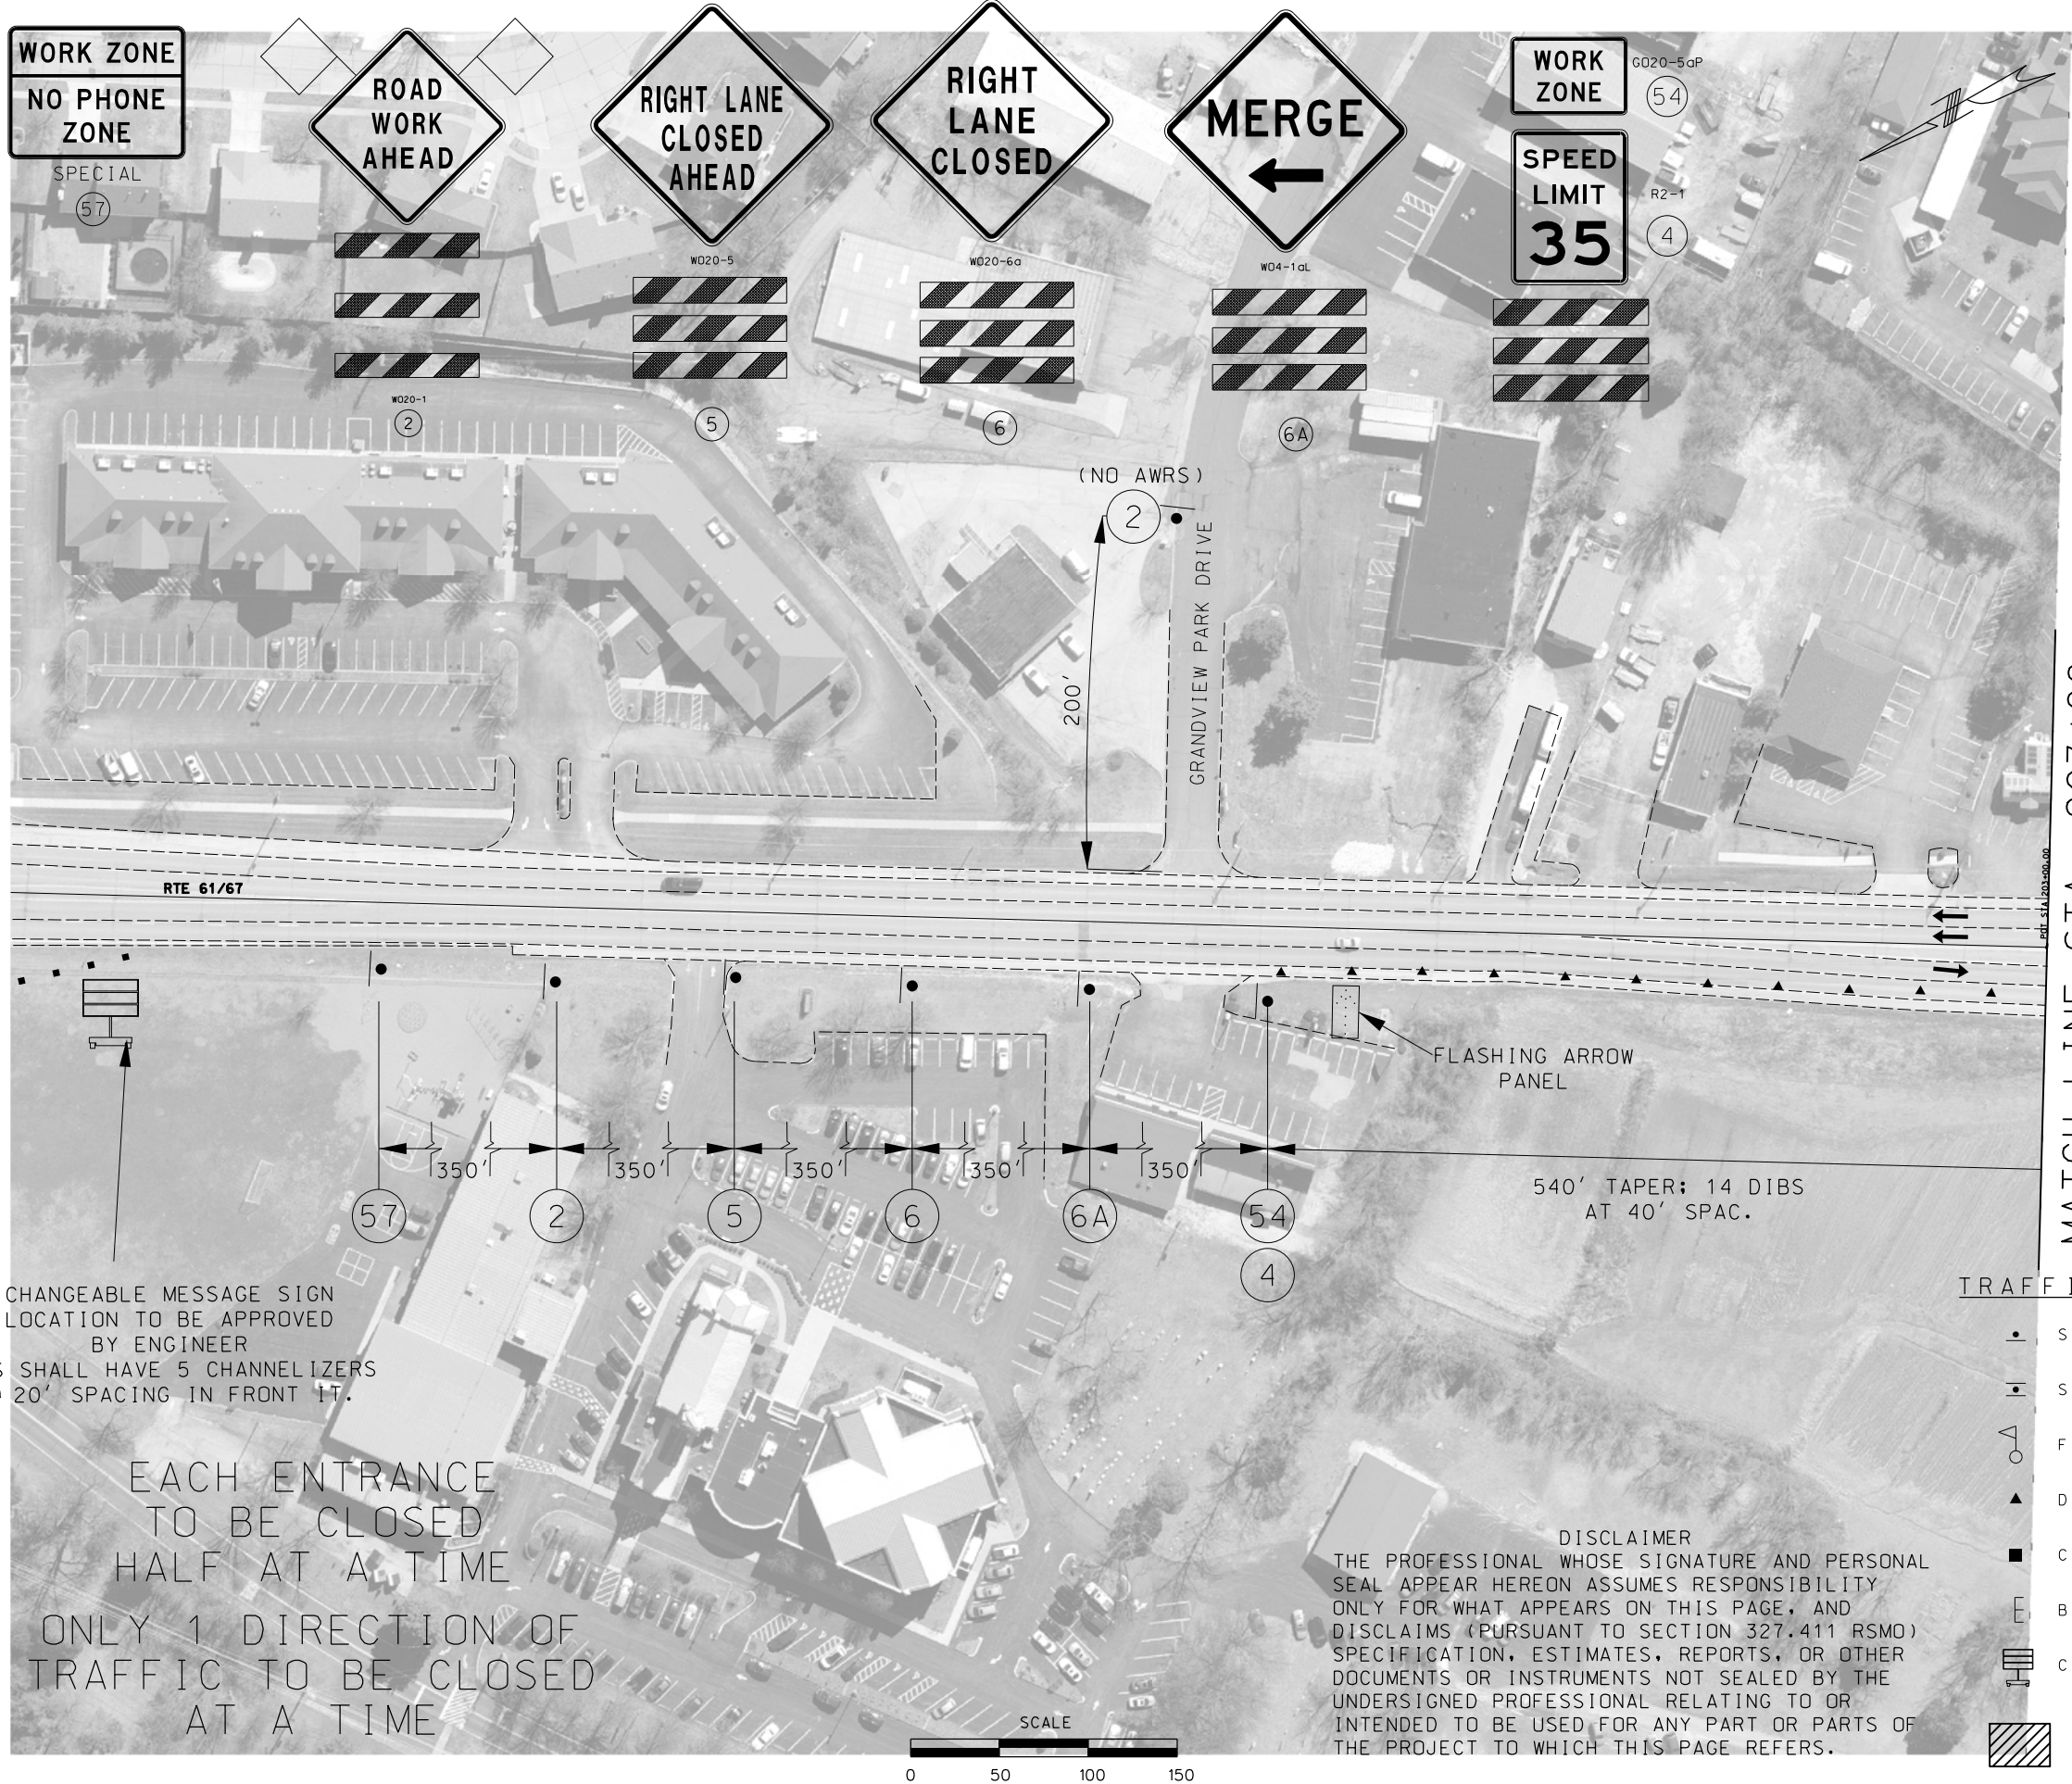 WORK ZONE
NO PHONE
ZONE
SPECIAL
57
ROAD
WORK
AHEAD
WO20-1
2
RIGHT LANE
CLOSED
AHEAD
WO20-5
5
RIGHT
LANE
CLOSED
WO20-6a
6
MERGE
WO4-1aL
6A
WORK
ZONE
GO20-5aP
54
SPEED
LIMIT
35
R2-1
4
(NO AWRS)
2
200'
GRANDVIEW PARK DRIVE
RTE 61/67
POT STA 203+00.00
FLASHING ARROW
PANEL
350' 350' 350' 350' 350'
57 2 5 6 6A 54
4
540' TAPER; 14 DIBS
AT 40' SPAC.
CHANGEABLE MESSAGE SIGN
LOCATION TO BE APPROVED
BY ENGINEER
S SHALL HAVE 5 CHANNELIZERS
20' SPACING IN FRONT IT.
EACH ENTRANCE
TO BE CLOSED
HALF AT A TIME
ONLY 1 DIRECTION OF
TRAFFIC TO BE CLOSED
AT A TIME
SCALE
0 50 100 150
DISCLAIMER
THE PROFESSIONAL WHOSE SIGNATURE AND PERSONAL
SEAL APPEAR HEREON ASSUMES RESPONSIBILITY
ONLY FOR WHAT APPEARS ON THIS PAGE, AND
DISCLAIMS (PURSUANT TO SECTION 327.411 RSMO)
SPECIFICATION, ESTIMATES, REPORTS, OR OTHER
DOCUMENTS OR INSTRUMENTS NOT SEALED BY THE
UNDERSIGNED PROFESSIONAL RELATING TO OR
INTENDED TO BE USED FOR ANY PART OR PARTS OF
THE PROJECT TO WHICH THIS PAGE REFERS.
TRAFFI
S
S
F
D
C
B
C